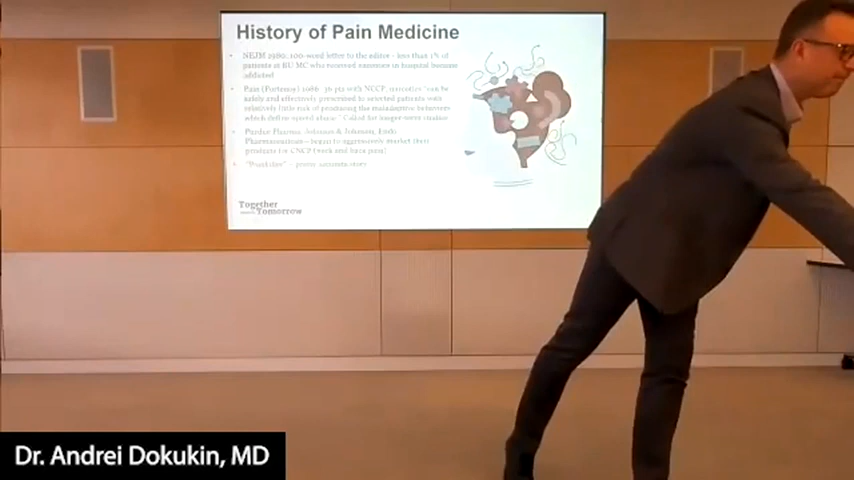 History of Pain Medicine
• NEJM 1980: 100-word letter to the editor – less than 1% of
patients at BU MC who received narcotics in hospital became
addicted
• Pain (Portenoy) 1986 38 pts with NCCP, narcotics "can be
safely and effectively prescribed to selected patients with
relatively little risk of producing the maladaptive behaviors
which define opioid abuse." Called for longer-term studies
• Purdue Pharma, Johnson & Johnson, Endo
Pharmaceuticals – began to aggressively market their
products for CNCP (neck and back pain)
Together
Tomorrow
Dr. Andrei Dokukin, MD